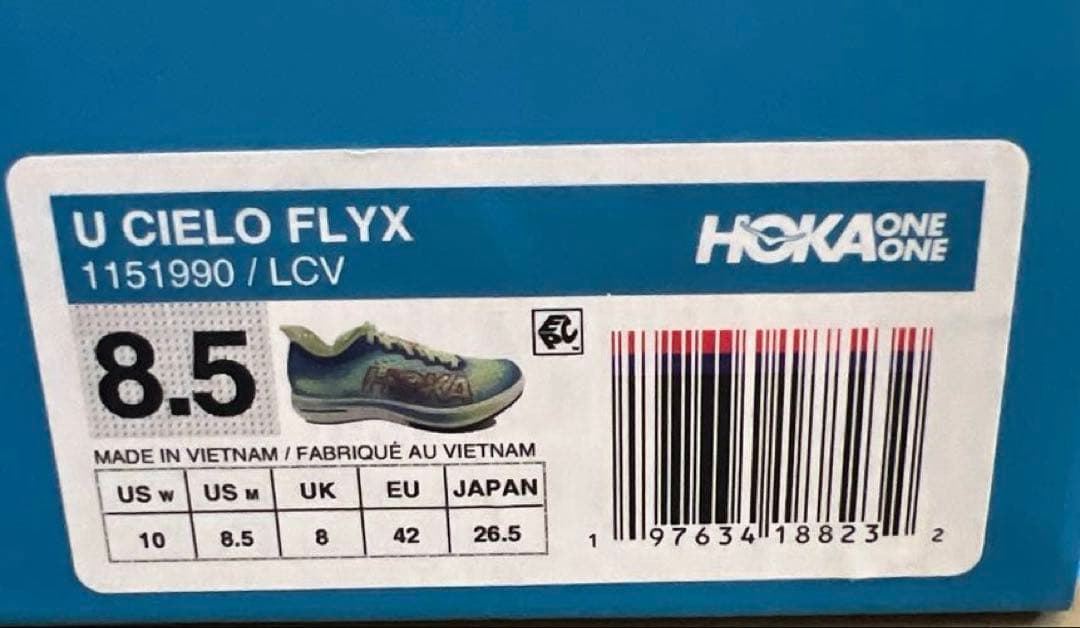 U CIELO FLYX
1151990 / LCV
HOKA ONE ONE
8.5
HOKA
MADE IN VIETNAM / FABRIQUÉ AU VIETNAM
US W US M UK EU JAPAN
10 8.5 8 42 26.5
1 97634 18823 2